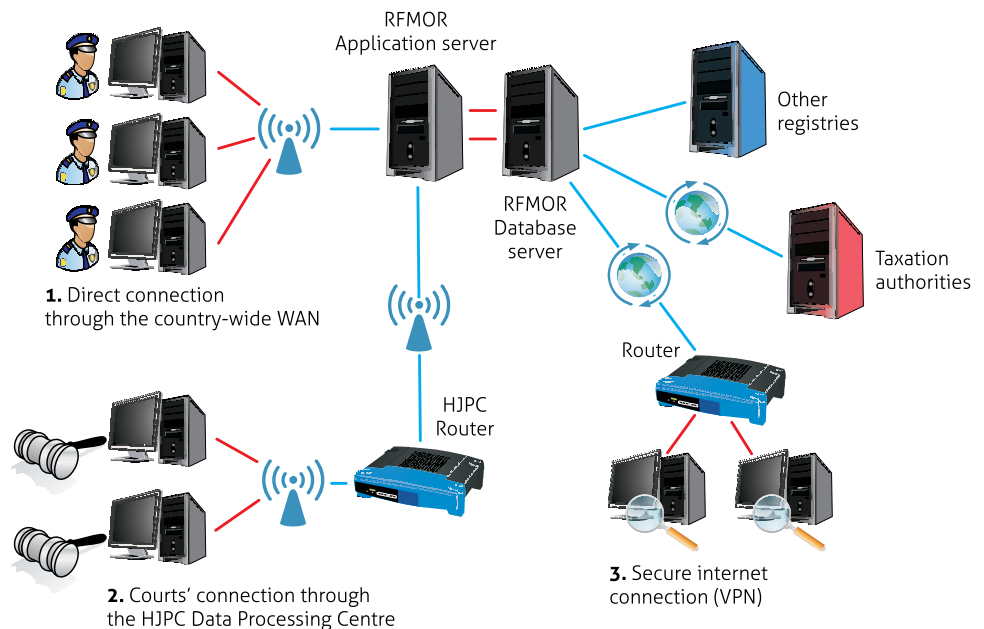 RFMOR
Application server
Other
registries
RFMOR
Database
server
Taxation
authorities
1. Direct connection
through the country-wide WAN
Router
HJPC
Router
3. Secure internet
connection (VPN)
2. Courts’ connection through
the HJPC Data Processing Centre